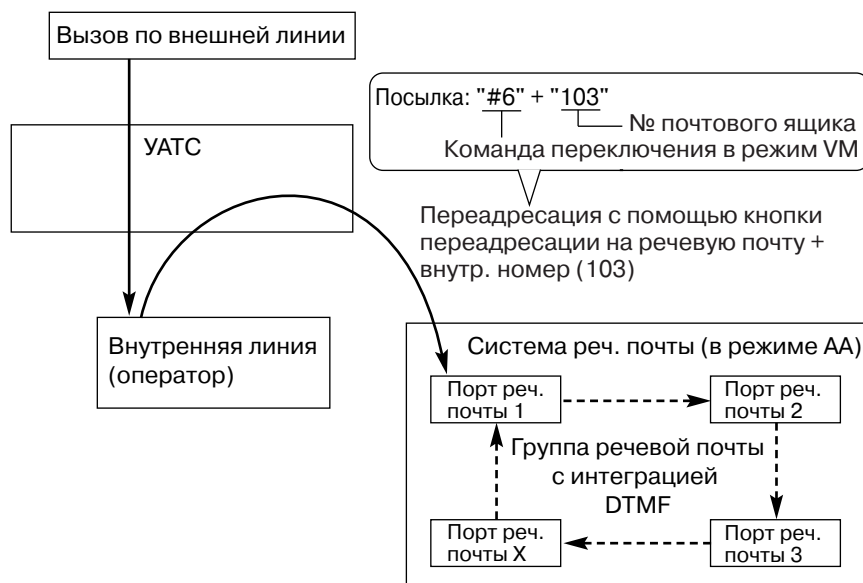 Вызов по внешней линии
Посылка: "#6" + "103"
№ почтового ящика
Команда переключения в режим VM
УАТС
Переадресация с помощью кнопки
переадресации на речевую почту +
внутр. номер (103)
Внутренняя линия
(оператор)
Система реч. почты (в режиме АА)
Порт реч.
почты 1
Порт реч.
почты 2
Группа речевой почты
с интеграцией
DTMF
Порт реч.
почты X
Порт реч.
почты 3